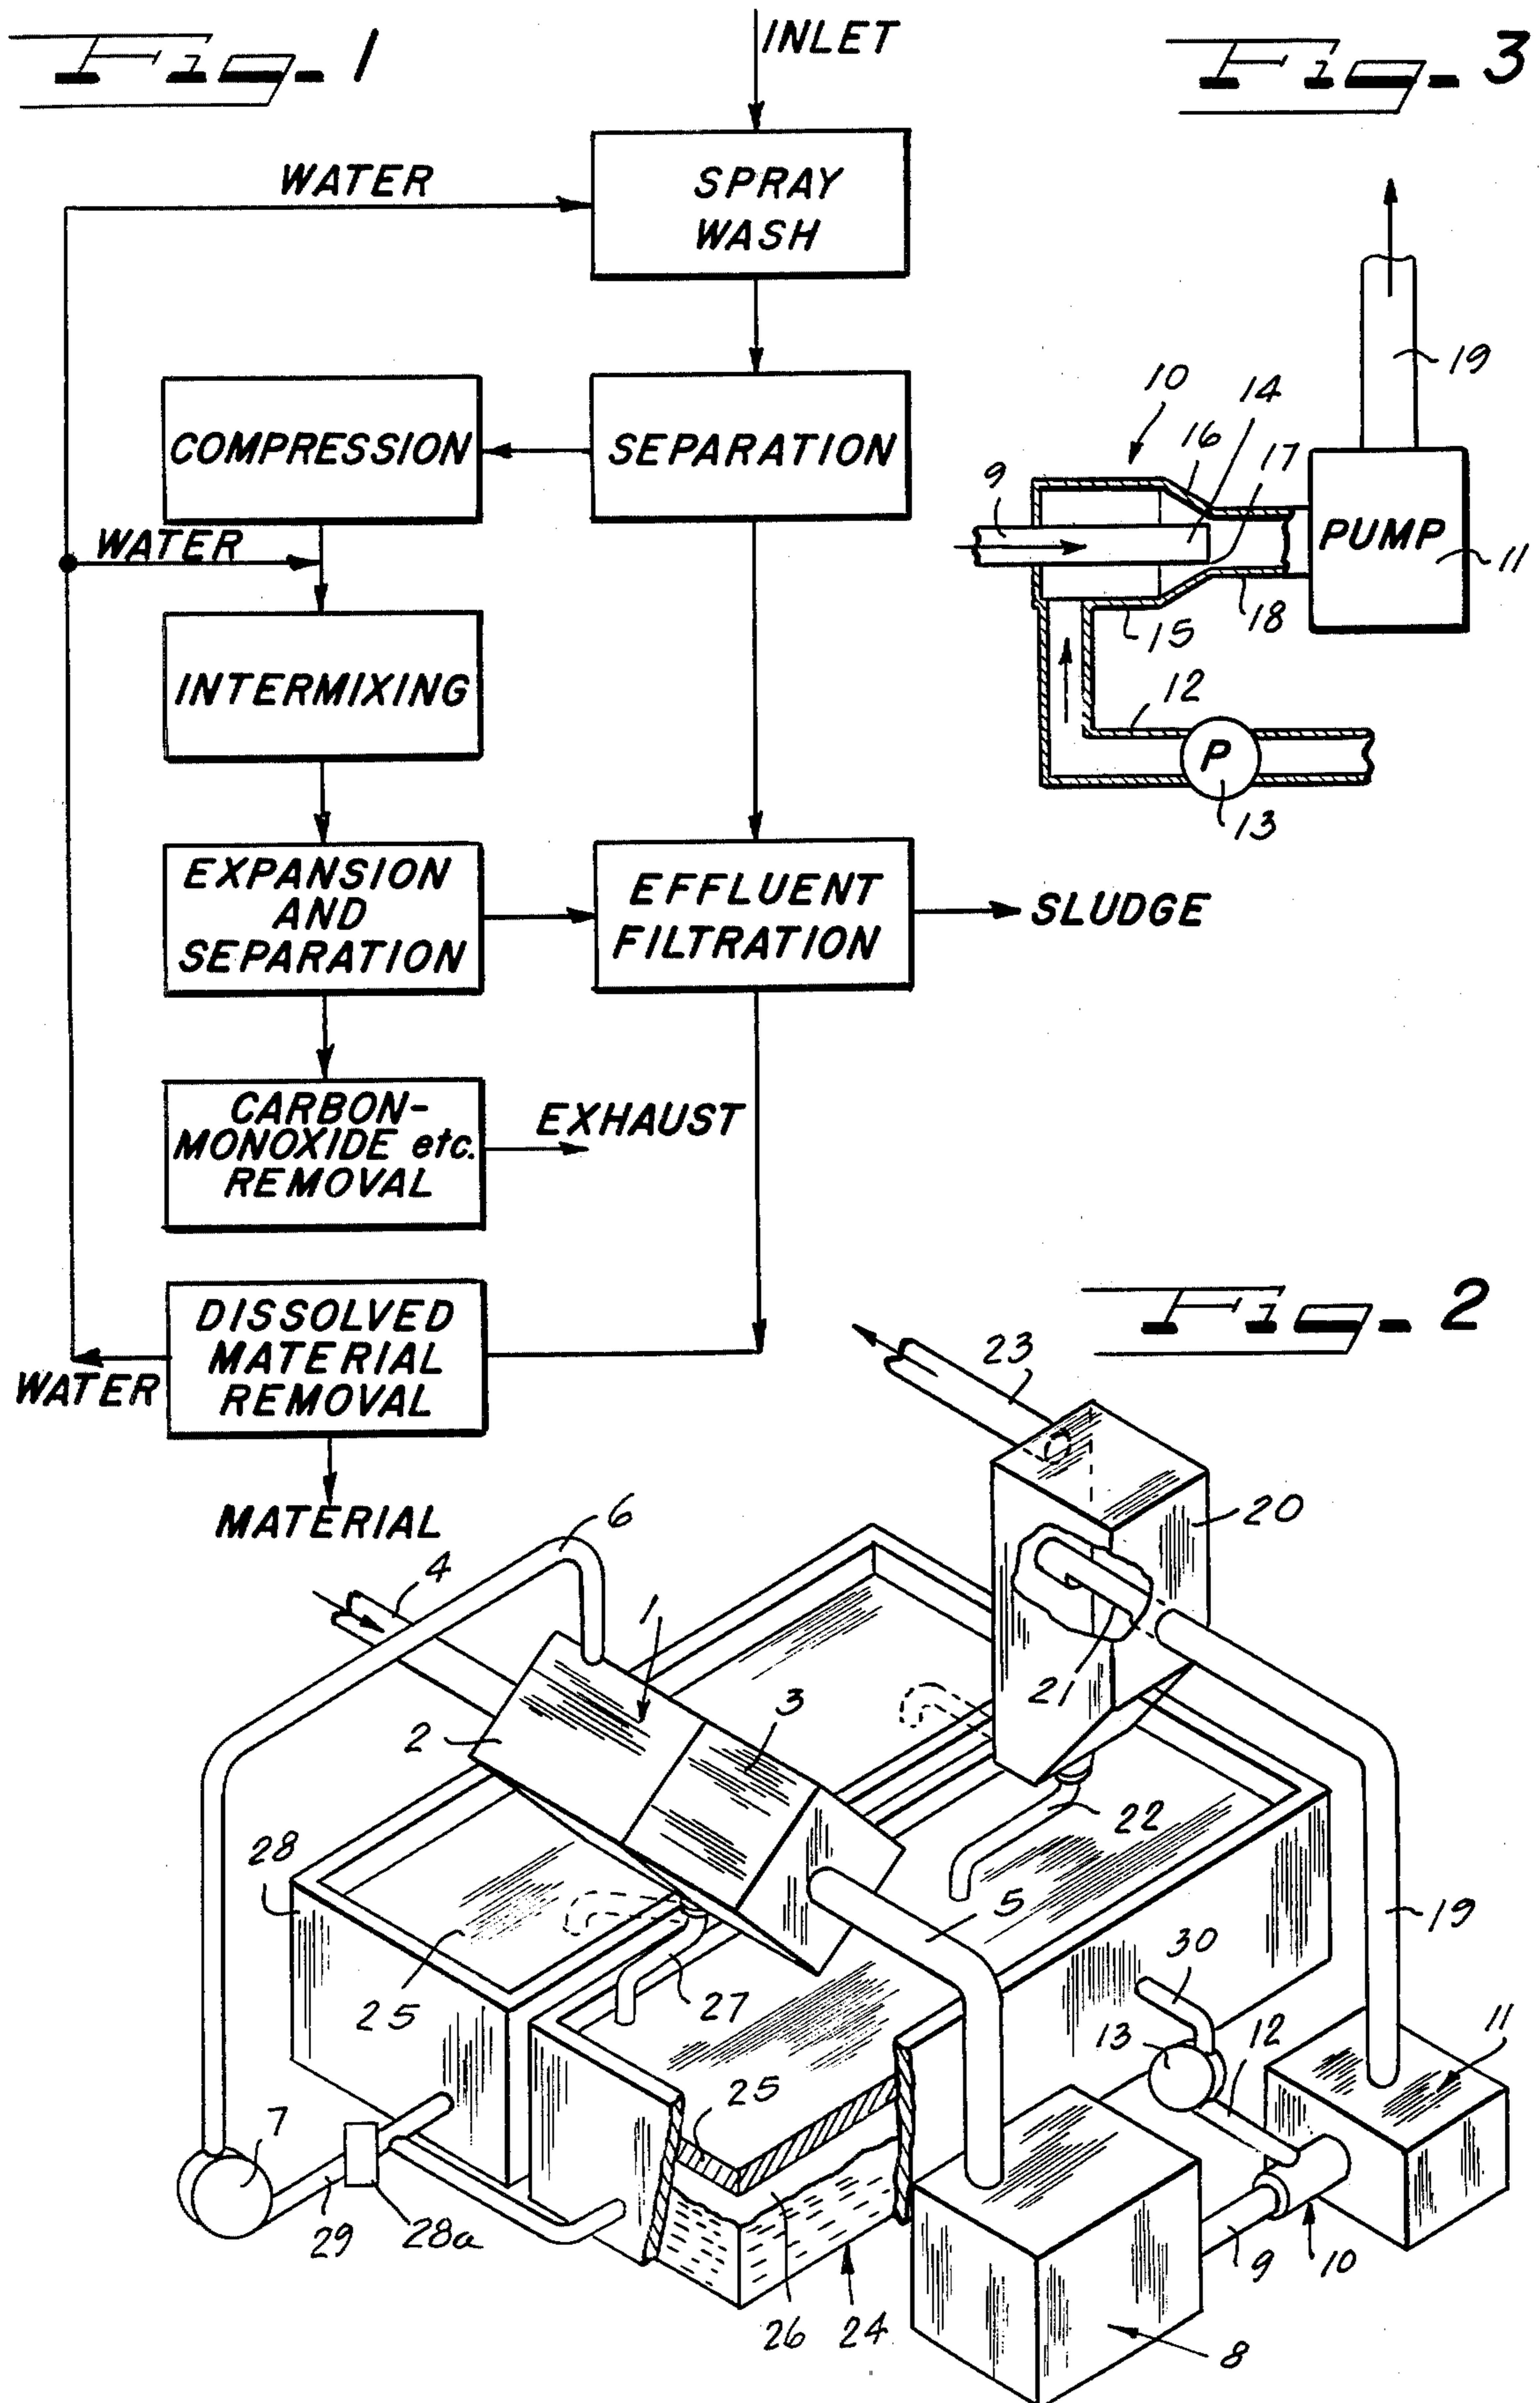 Fig. 1
INLET
WATER
SPRAY
WASH
COMPRESSION
SEPARATION
WATER
INTERMIXING
EXPANSION
AND
SEPARATION
EFFLUENT
FILTRATION
SLUDGE
CARBON-
MONOXIDE etc.
REMOVAL
EXHAUST
DISSOLVED
MATERIAL
REMOVAL
WATER
MATERIAL
Fig. 3
19
10
14
16
17
9
PUMP
11
18
15
12
P
13
Fig. 2
23
6
20
4
1
21
3
2
22
28
5
19
30
25
27
13
12
11
25
7
29
28a
26
24
9
10
8